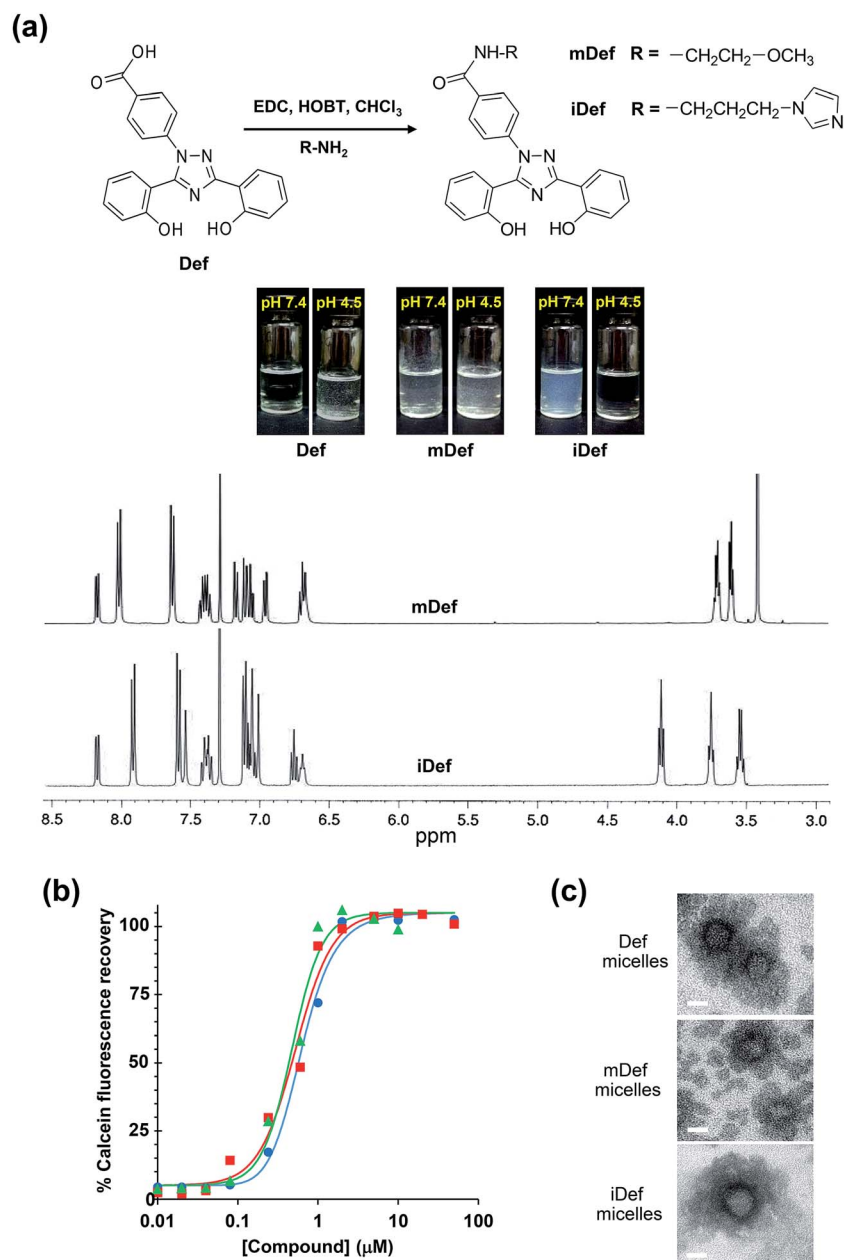 (a)
OH
O
N
N
N
OH
HO
Def
EDC, HOBT, CHCl3
R-NH2
NH-R
O
N
N
N
OH
HO
mDef R = –CH2CH2–OCH3
iDef R = –CH2CH2CH2–N
N
pH 7.4 pH 4.5 pH 7.4 pH 4.5 pH 7.4 pH 4.5
Def mDef iDef
mDef
iDef
8.5 8.0 7.5 7.0 6.5 6.0 5.5 5.0 4.5 4.0 3.5 3.0
ppm
(b)
% Calcein fluorescence recovery
100
75
50
25
0
0.01 0.1 1 10 100
[Compound] (μM)
(c)
Def
micelles
mDef
micelles
iDef
micelles